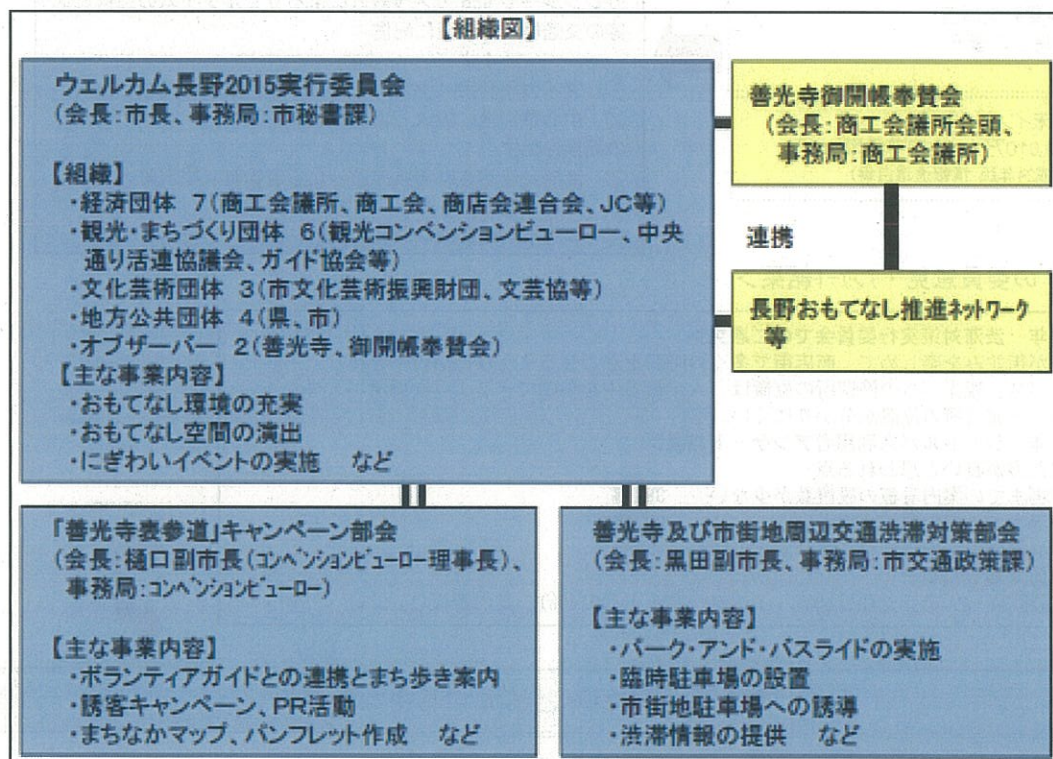 【組織図】
ウェルカム長野2015実行委員会
(会長:市長、事務局:市秘書課)
【組織】
・経済団体 7(商工会議所、商工会、商店会連合会、JC等)
・観光・まちづくり団体 6(観光コンベンションビューロー、中央
通り活連協議会、ガイド協会等)
・文化芸術団体 3(市文化芸術振興財団、文芸協等)
・地方公共団体 4(県、市)
・オブザーバー 2(善光寺、御開帳奉賛会)
【主な事業内容】
・おもてなし環境の充実
・おもてなし空間の演出
・にぎわいイベントの実施 など
善光寺御開帳奉賛会
(会長:商工会議所会頭、
事務局:商工会議所)
連携
長野おもてなし推進ネットワーク
等
『善光寺表参道』キャンペーン部会
(会長:樋口副市長(コンベンションビューロー理事長)、
事務局:コンベンションビューロー)
【主な事業内容】
・ボランティアガイドとの連携とまち歩き案内
・誘客キャンペーン、PR活動
・まちなかマップ、パンフレット作成 など
善光寺及び市街地周辺交通渋滞対策部会
(会長:黒田副市長、事務局:市交通政策課)
【主な事業内容】
・パーク・アンド・バスライドの実施
・臨時駐車場の設置
・市街地駐車場への誘導
・渋滞情報の提供 など